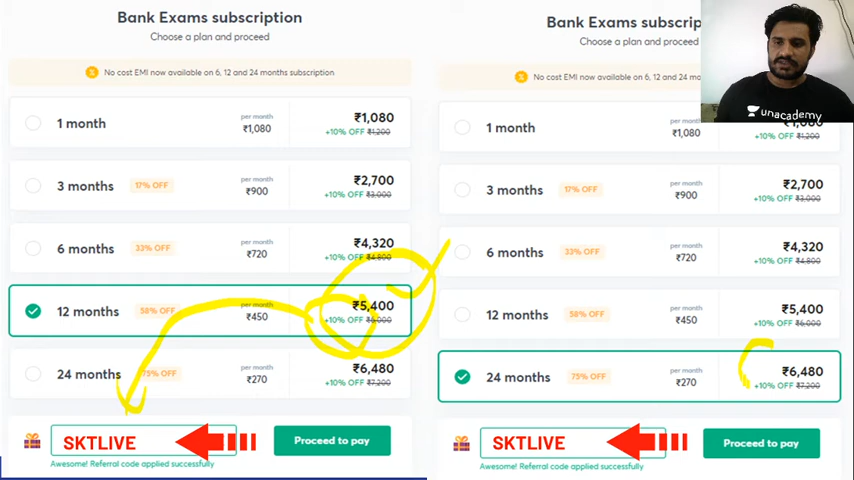 Bank Exams subscription
Choose a plan and proceed
No cost EMI now available on 6, 12 and 24 months subscription
1 month per month ₹1,080 ₹1,080 +10% OFF ₹1,200
3 months 17% OFF per month ₹900 ₹2,700 +10% OFF ₹3,000
6 months 33% OFF per month ₹720 ₹4,320 +10% OFF ₹4,800
12 months 58% OFF per month ₹450 ₹5,400 +10% OFF ₹6,000
24 months 75% OFF per month ₹270 ₹6,480 +10% OFF ₹7,200
SKTLIVE Proceed to pay
Awesome! Referral code applied successfully
Bank Exams subscrip
Choose a plan and proceed
No cost EMI now available on 6, 12 and 24 m
1 month per month ₹1,080 ₹1,080 +10% OFF ₹1,200
3 months 17% OFF per month ₹900 ₹2,700 +10% OFF ₹3,000
6 months 33% OFF per month ₹720 ₹4,320 +10% OFF ₹4,800
12 months 58% OFF per month ₹450 ₹5,400 +10% OFF ₹6,000
24 months 75% OFF per month ₹270 ₹6,480 +10% OFF ₹7,200
SKTLIVE Proceed to pay
Awesome! Referral code applied successfully
unacademy